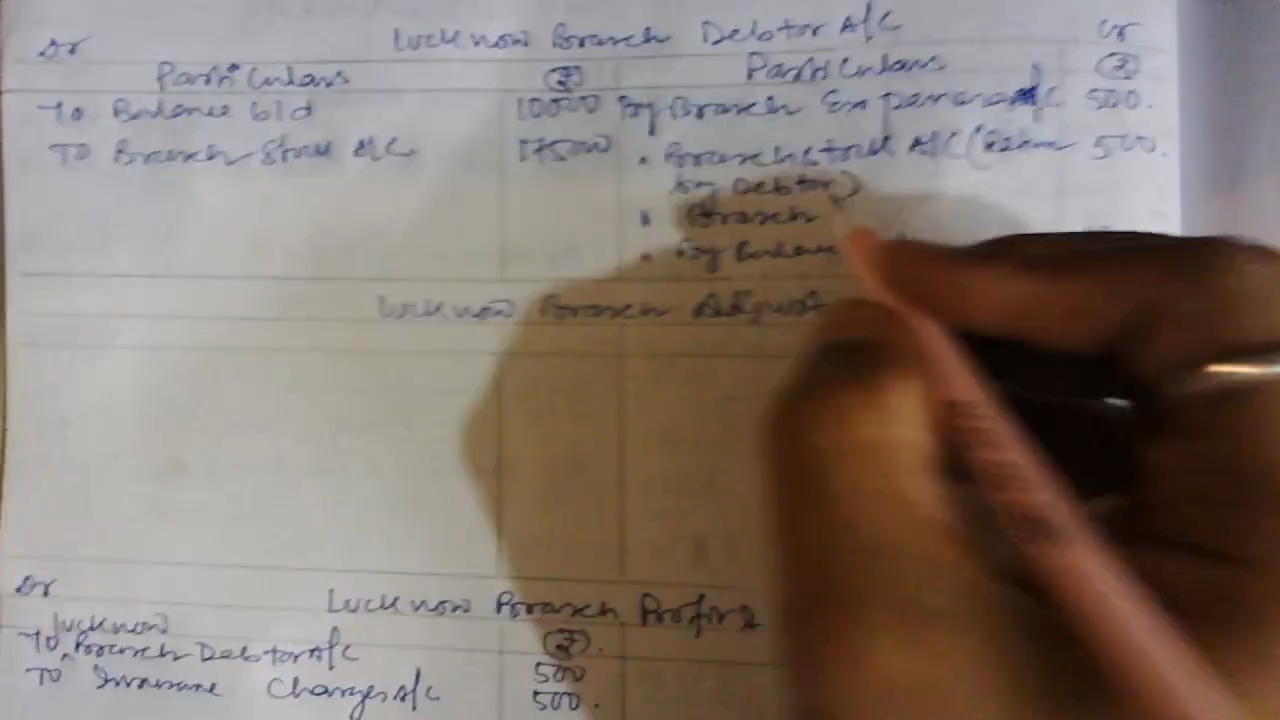 Dr Lucknow Branch Debtor A/C Cr
Particulars ₹ Particulars ₹
To Balance b/d 10000 By Branch Expenses A/C 500.
To Branch Stock A/C 17500 " Branch Stock A/C ( 500.
by Debtor)
" Branch
" By Balance
Lucknow Branch Adjust
Dr Lucknow Branch Profit &
Lucknow
To Branch Debtor A/C ₹.
500
To Insurance Charges A/C 500.